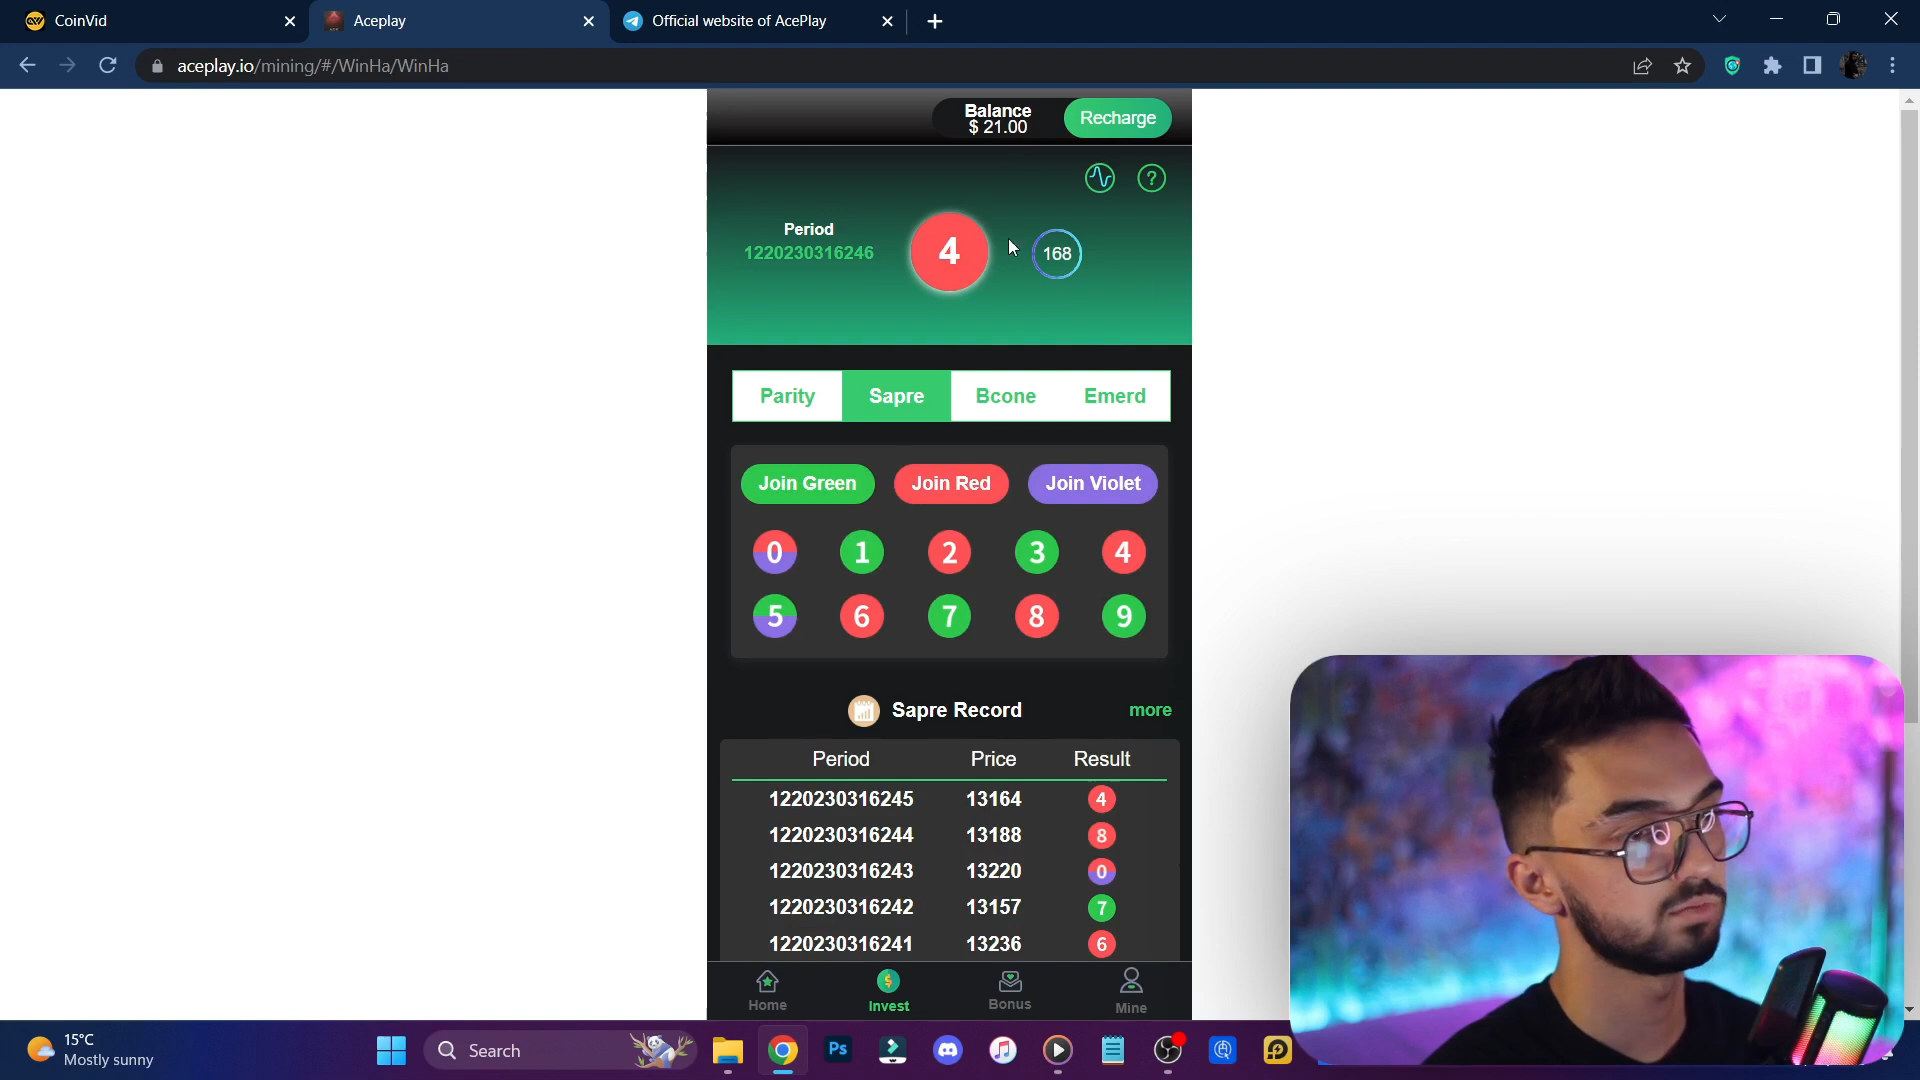 CoinVid
Aceplay
Official website of AcePlay
aceplay.io/mining/#/WinHa/WinHa
Balance
$ 21.00
Recharge
?
Period
1220230316246
4
168
Parity
Sapre
Bcone
Emerd
Join Green
Join Red
Join Violet
0 1 2 3 4
5 6 7 8 9
Sapre Record
more
Period Price Result
1220230316245 13164 4
1220230316244 13188 8
1220230316243 13220 0
1220230316242 13157 7
1220230316241 13236 6
Home
Invest
Bonus
Mine
15°C
Mostly sunny
Search
Ps